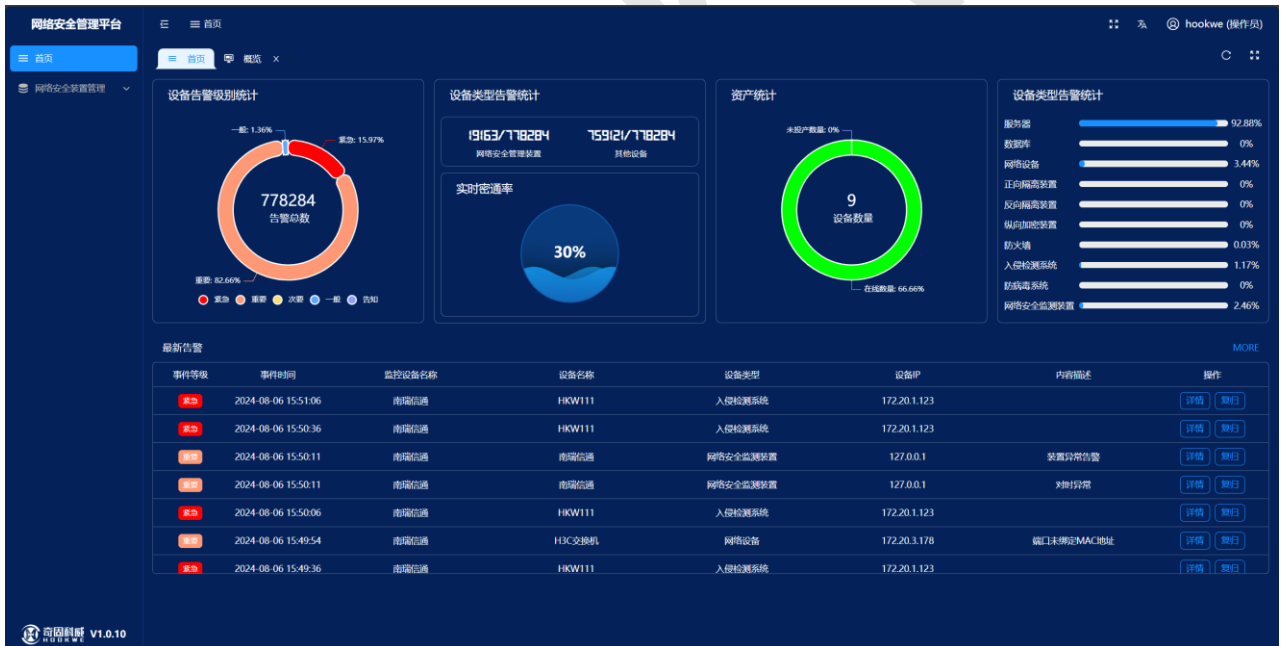 网络安全管理平台
首页
hookwe (操作员)
首页
首页
概览 ×
网络安全装置管理
设备告警级别统计
一般: 1.36%
紧急: 15.97%
778284
告警总数
重要: 82.66%
紧急 重要 次要 一般 告知
设备类型告警统计
19163/778284 759121/778284
网络安全管理装置 其他设备
实时密通率
30%
资产统计
未投产数量: 0%
9
设备数量
在线数量: 66.66%
设备类型告警统计
服务器 92.88%
数据库 0%
网络设备 3.44%
正向隔离装置 0%
反向隔离装置 0%
纵向加密装置 0%
防火墙 0.03%
入侵检测系统 1.17%
防病毒系统 0%
网络安全监测装置 2.46%
最新告警 MORE
事件等级 事件时间 监控设备名称 设备名称 设备类型 设备IP 内容描述 操作
紧急 2024-08-06 15:51:06 南瑞信通 HKW111 入侵检测系统 172.20.1.123 详情 复归
紧急 2024-08-06 15:50:36 南瑞信通 HKW111 入侵检测系统 172.20.1.123 详情 复归
重要 2024-08-06 15:50:11 南瑞信通 南瑞信通 网络安全监测装置 127.0.0.1 装置异常告警 详情 复归
重要 2024-08-06 15:50:11 南瑞信通 南瑞信通 网络安全监测装置 127.0.0.1 对时异常 详情 复归
紧急 2024-08-06 15:50:06 南瑞信通 HKW111 入侵检测系统 172.20.1.123 详情 复归
重要 2024-08-06 15:49:54 南瑞信通 H3C交换机 网络设备 172.20.3.178 端口未绑定MAC地址 详情 复归
紧急 2024-08-06 15:49:36 南瑞信通 HKW111 入侵检测系统 172.20.1.123 详情 复归
奇固科威 V1.0.10
HOOKWE